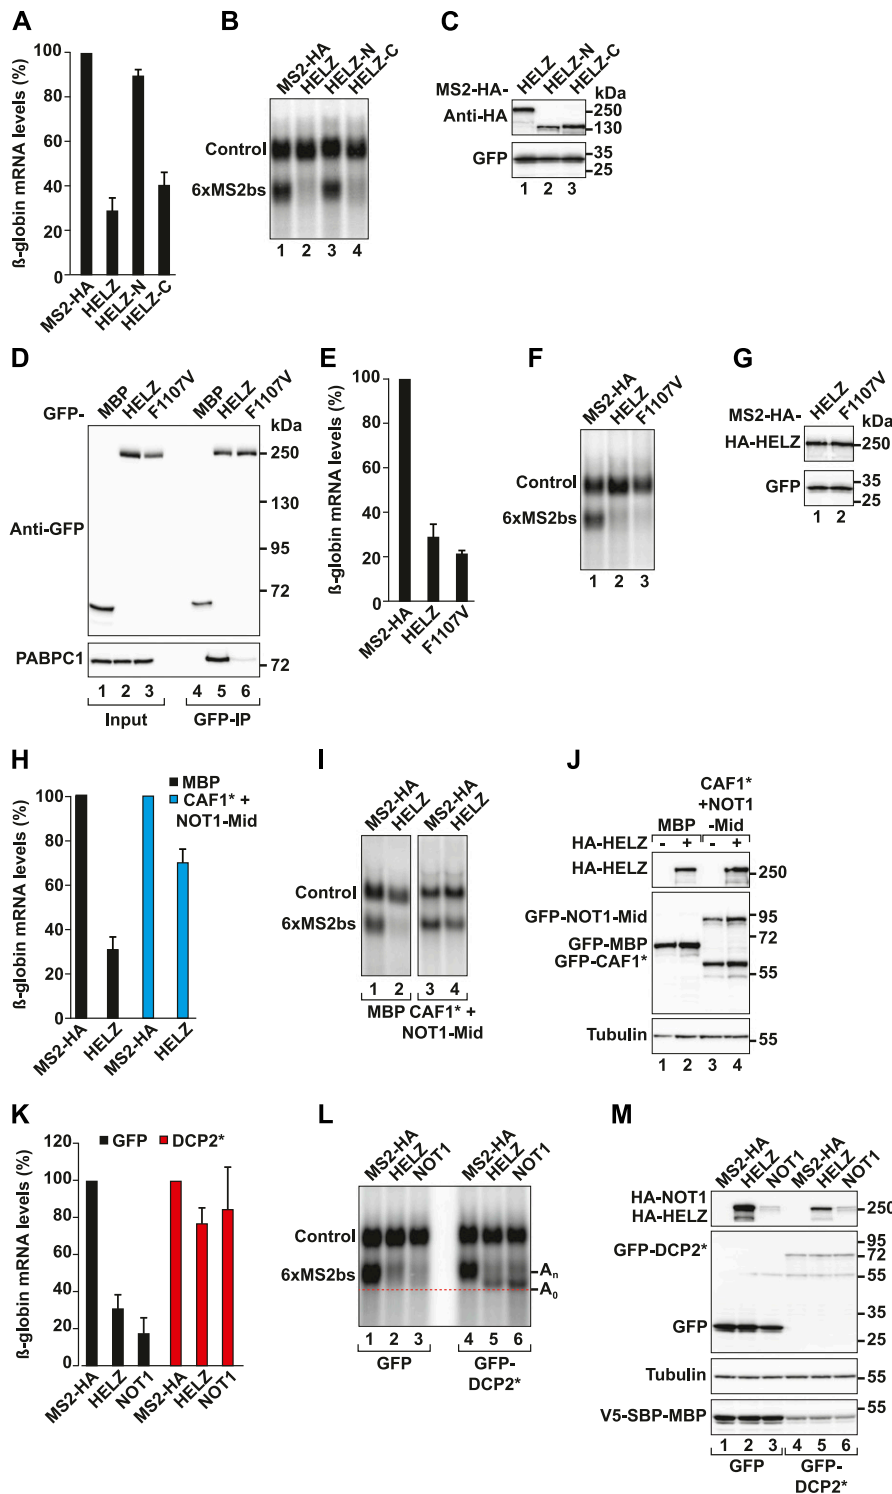 A
ß-globin mRNA levels (%)
100
80
60
40
20
0
MS2-HA
HELZ
HELZ-N
HELZ-C
B
MS2-HA
HELZ
HELZ-N
HELZ-C
Control
6xMS2bs
1 2 3 4
C
MS2-HA-
HELZ
HELZ-N
HELZ-C
kDa
Anti-HA
250
130
GFP
35
25
1 2 3
D
GFP-
MBP
HELZ
F1107V
MBP
HELZ
F1107V
kDa
250
130
Anti-GFP
95
72
PABPC1
72
1 2 3 4 5 6
Input GFP-IP
E
ß-globin mRNA levels (%)
100
80
60
40
20
0
MS2-HA
HELZ
F1107V
F
MS2-HA
HELZ
F1107V
Control
6xMS2bs
1 2 3
G
MS2-HA-
HELZ
F1107V
kDa
HA-HELZ
250
GFP
35
25
1 2
H
MBP
CAF1* +
NOT1-Mid
ß-globin mRNA levels (%)
100
80
60
40
20
0
MS2-HA
HELZ
MS2-HA
HELZ
I
MS2-HA
HELZ
MS2-HA
HELZ
Control
6xMS2bs
1 2 3 4
MBP CAF1* +
NOT1-Mid
J
CAF1*
+NOT1
-Mid
MBP
HA-HELZ - + - +
HA-HELZ
250
GFP-NOT1-Mid
95
72
GFP-MBP
GFP-CAF1*
55
Tubulin
55
1 2 3 4
K
GFP DCP2*
ß-globin mRNA levels (%)
120
100
80
60
40
20
0
MS2-HA
HELZ
NOT1
MS2-HA
HELZ
NOT1
L
MS2-HA
HELZ
NOT1
MS2-HA
HELZ
NOT1
Control
6xMS2bs
An
A0
1 2 3 4 5 6
GFP GFP-
DCP2*
M
MS2-HA
HELZ
NOT1
MS2-HA
HELZ
NOT1
HA-NOT1
HA-HELZ
250
95
GFP-DCP2*
72
55
35
GFP
25
Tubulin
55
V5-SBP-MBP
55
1 2 3 4 5 6
GFP GFP-
DCP2*